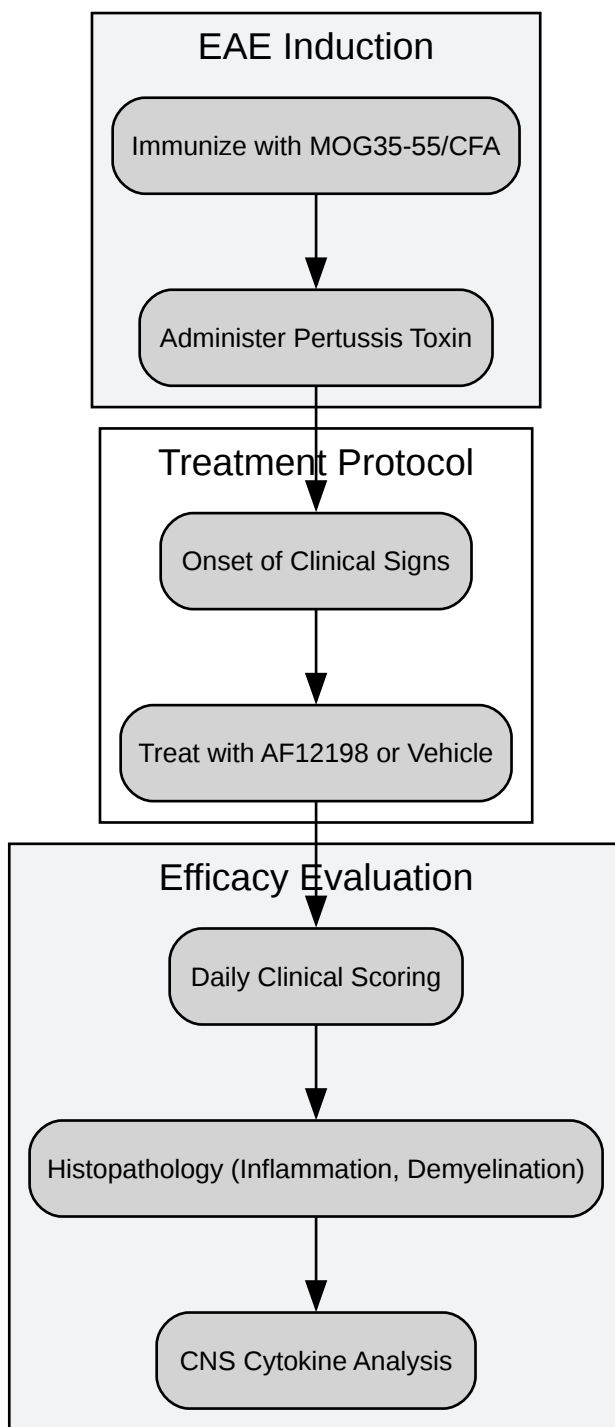 EAE Induction
Immunize with MOG35-55/CFA
Administer Pertussis Toxin
Treatment Protocol
Onset of Clinical Signs
Treat with AF12198 or Vehicle
Efficacy Evaluation
Daily Clinical Scoring
Histopathology (Inflammation, Demyelination)
CNS Cytokine Analysis